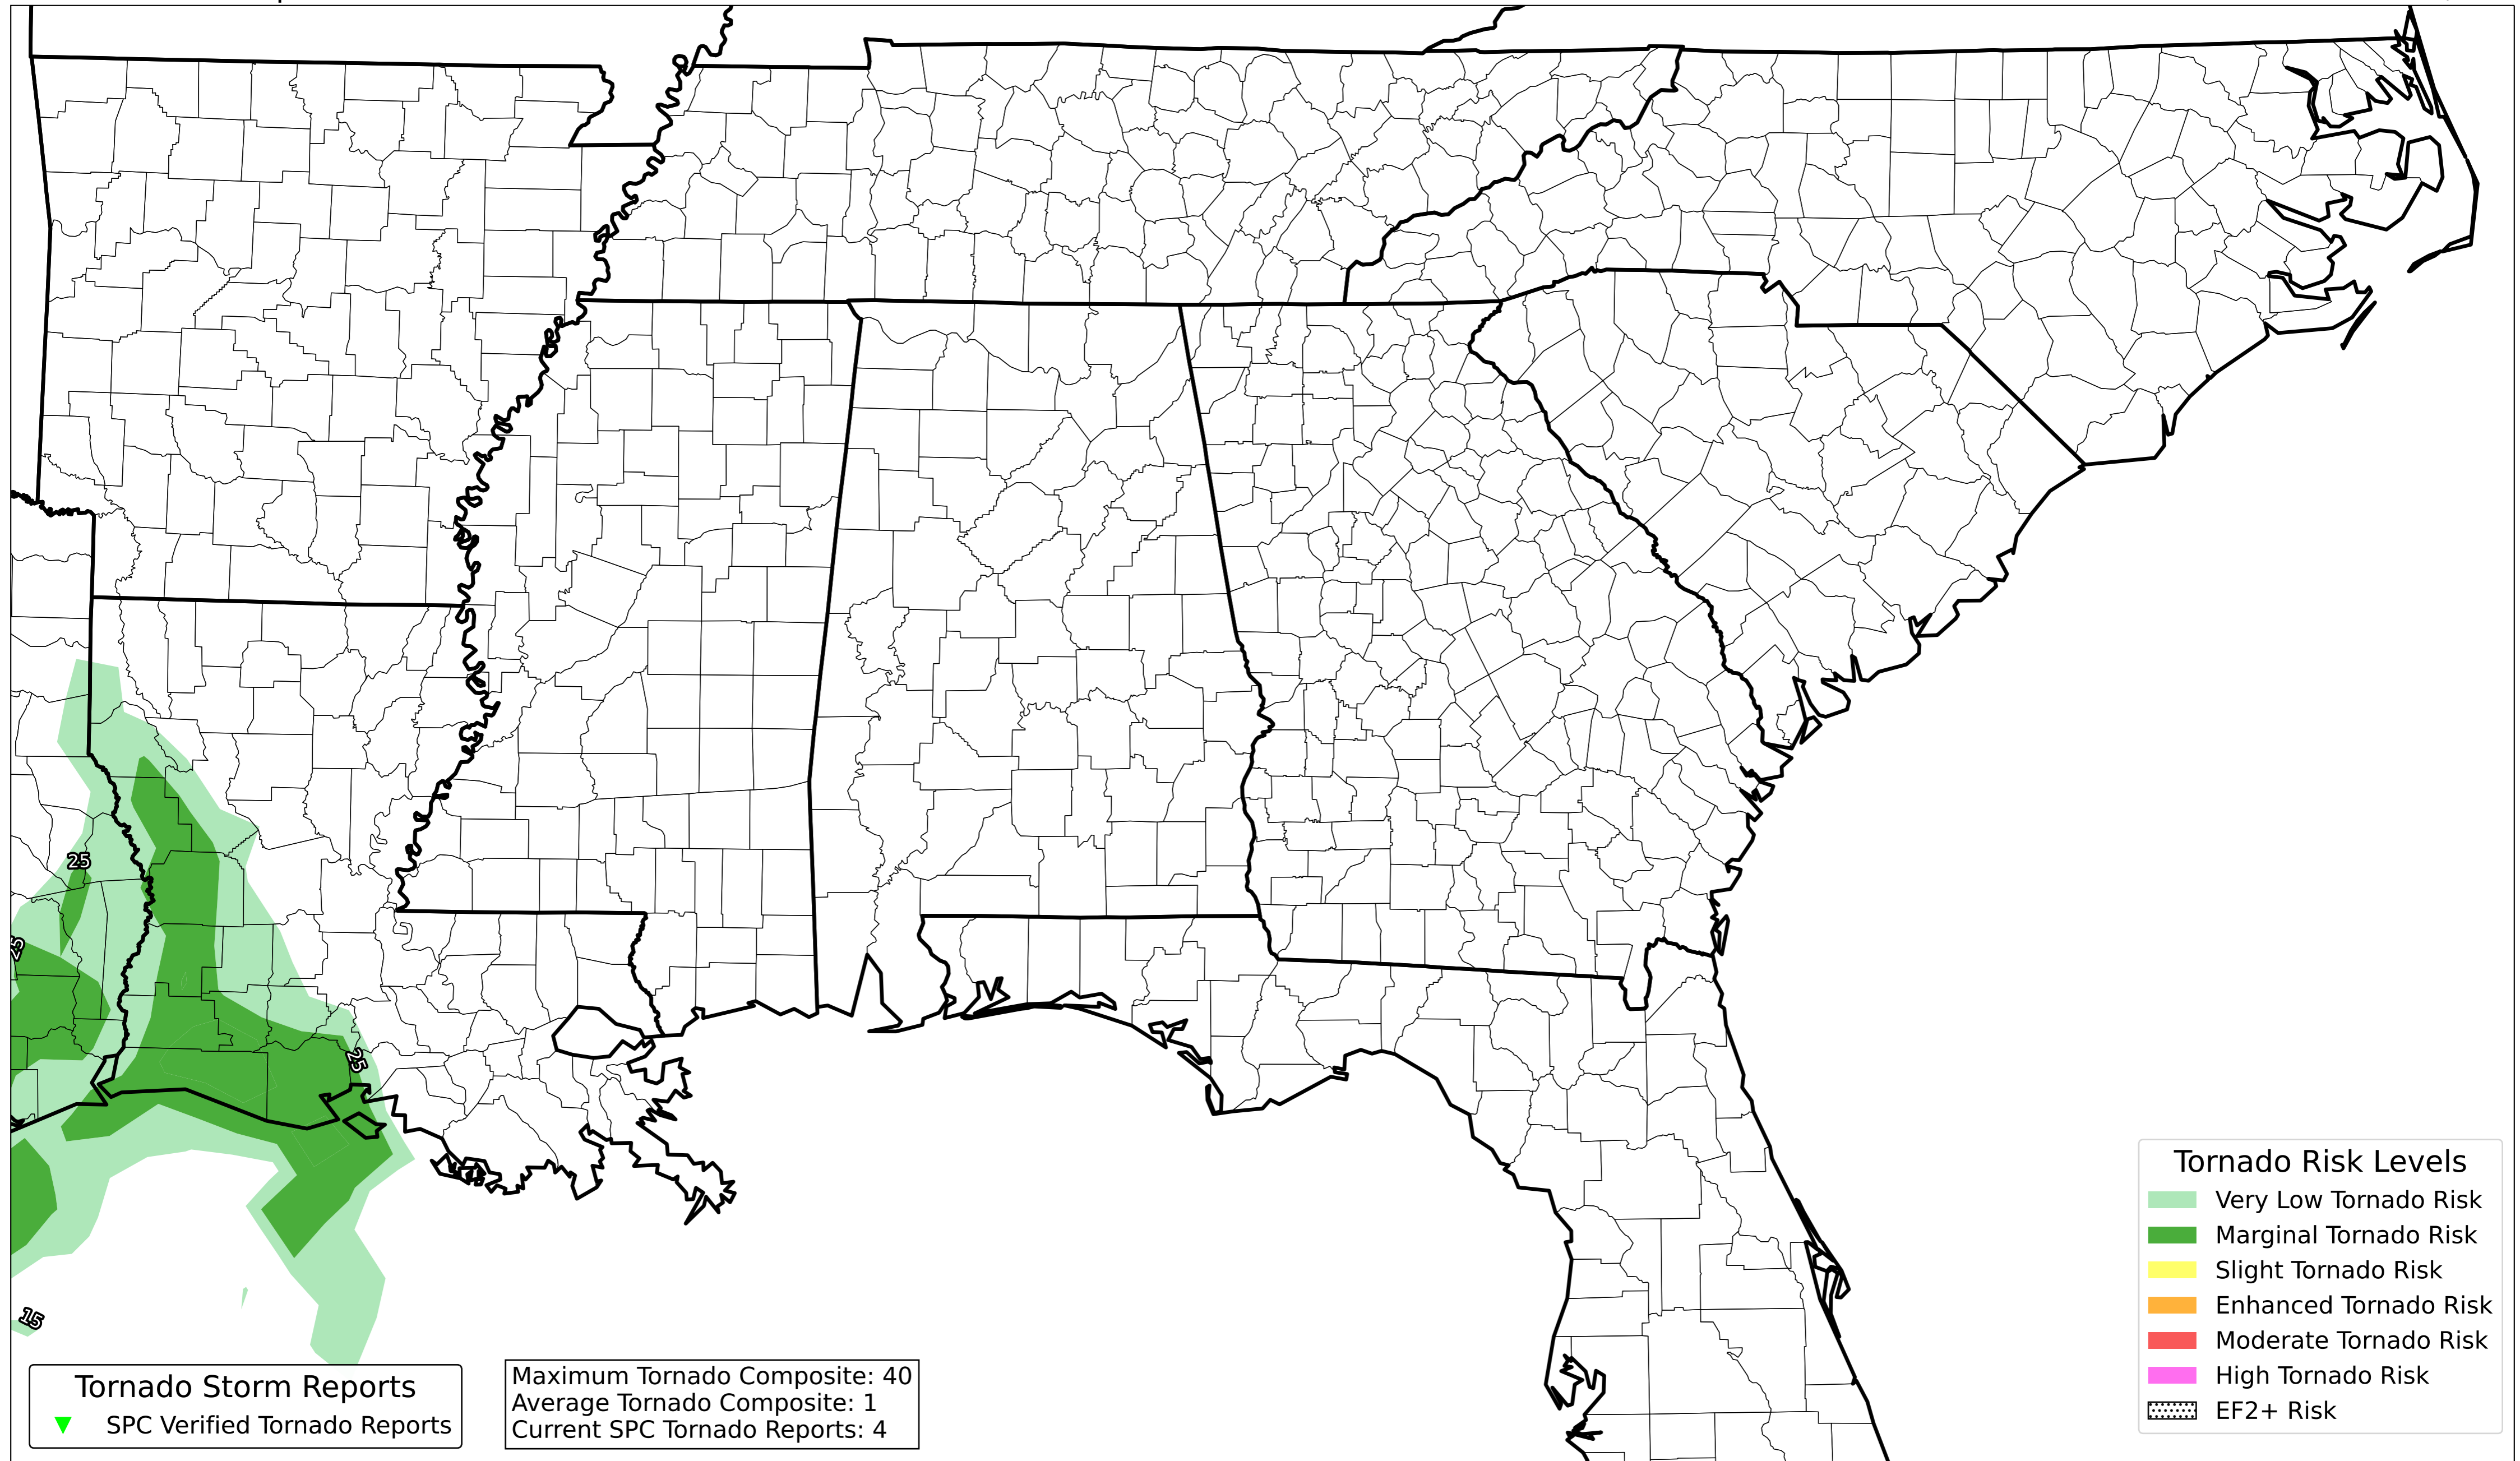 25
25
25
15
Tornado Storm Reports
SPC Verified Tornado Reports
Maximum Tornado Composite: 40
Average Tornado Composite: 1
Current SPC Tornado Reports: 4
Tornado Risk Levels
Very Low Tornado Risk
Marginal Tornado Risk
Slight Tornado Risk
Enhanced Tornado Risk
Moderate Tornado Risk
High Tornado Risk
EF2+ Risk